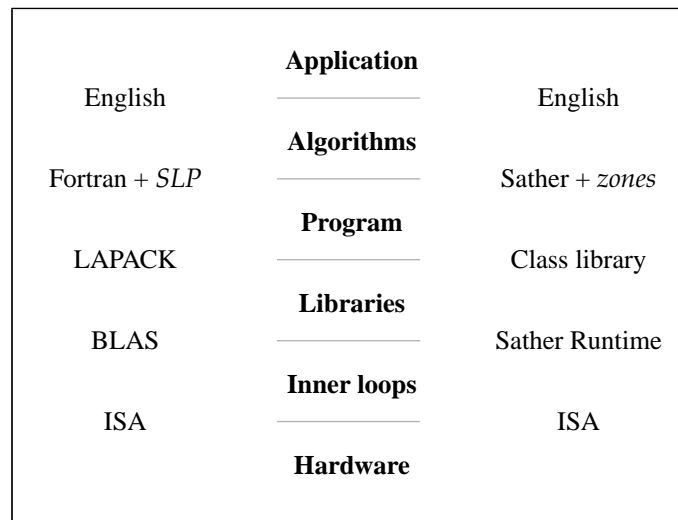 Application
English
English
Algorithms
Fortran + SLP
Sather + zones
Program
LAPACK
Class library
Libraries
BLAS
Sather Runtime
Inner loops
ISA
ISA
Hardware